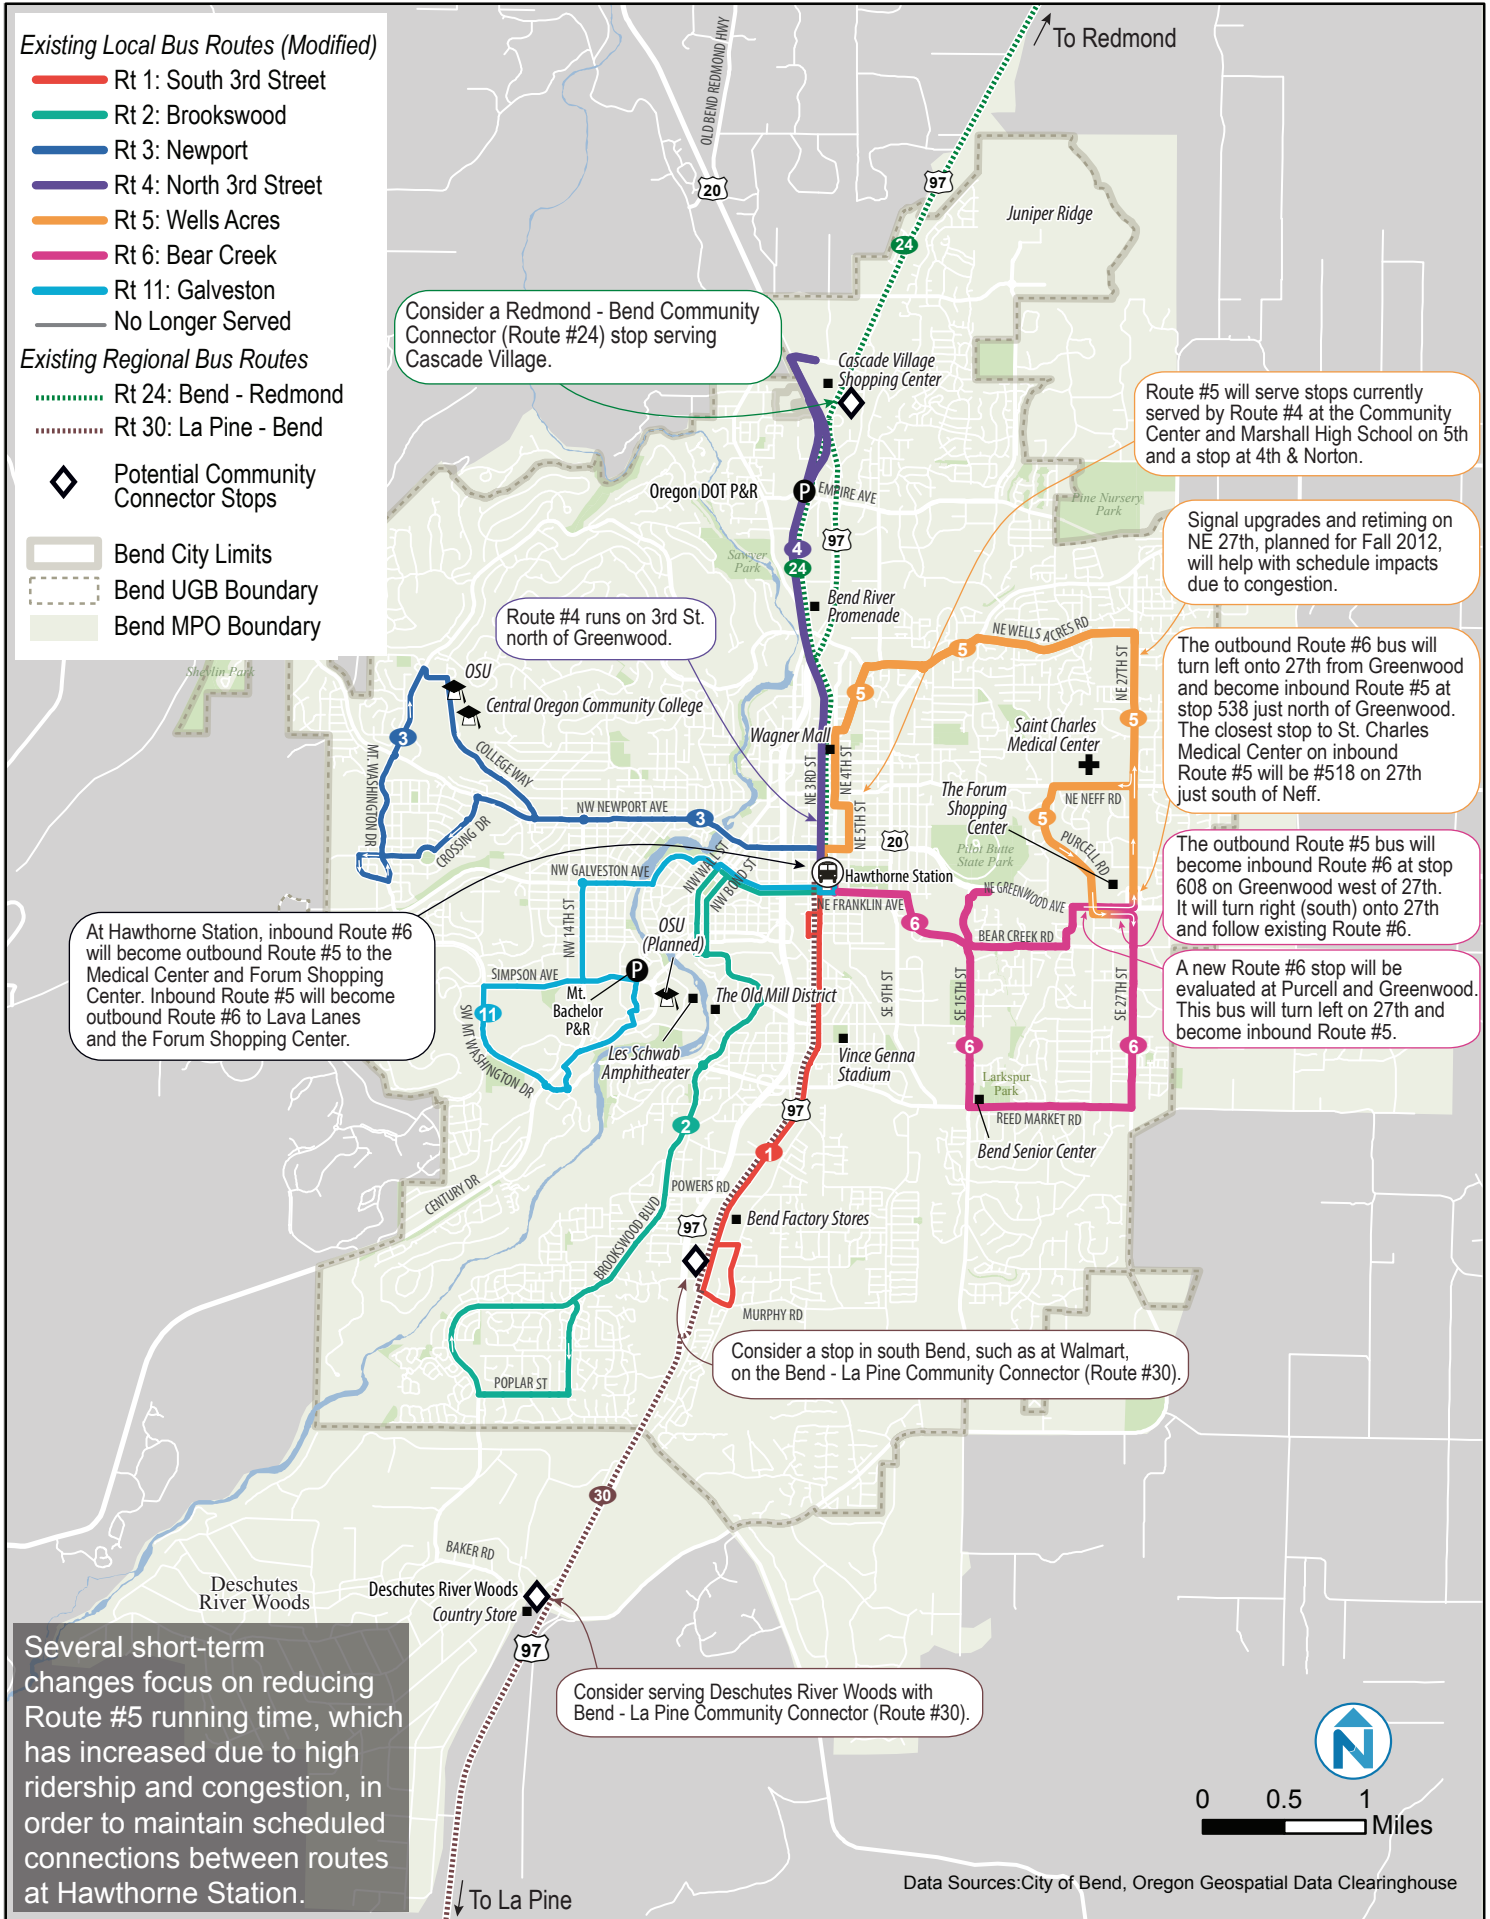 Existing Local Bus Routes (Modified)
Rt 1: South 3rd Street
Rt 2: Brookswood
Rt 3: Newport
Rt 4: North 3rd Street
Rt 5: Wells Acres
Rt 6: Bear Creek
Rt 11: Galveston
No Longer Served
Existing Regional Bus Routes
Rt 24: Bend - Redmond
Rt 30: La Pine - Bend
Potential Community
Connector Stops
Bend City Limits
Bend UGB Boundary
Bend MPO Boundary
To Redmond
OLD BEND REDMOND HWY
20
97
Juniper Ridge
24
Consider a Redmond - Bend Community
Connector (Route #24) stop serving
Cascade Village.
Cascade Village
Shopping Center
Route #5 will serve stops currently
served by Route #4 at the Community
Center and Marshall High School on 5th
and a stop at 4th & Norton.
Oregon DOT P&R
P
EMPIRE AVE
Pine Nursery
Park
Signal upgrades and retiming on
NE 27th, planned for Fall 2012,
will help with schedule impacts
due to congestion.
4
97
24
Sawyer
Park
Bend River
Promenade
Route #4 runs on 3rd St.
north of Greenwood.
NE WELLS ACRES RD
5
5
NE 27TH ST
5
The outbound Route #6 bus will
turn left onto 27th from Greenwood
and become inbound Route #5 at
stop 538 just north of Greenwood.
The closest stop to St. Charles
Medical Center on inbound
Route #5 will be #518 on 27th
just south of Neff.
Shevlin Park
OSU
Central Oregon Community College
3
MT. WASHINGTON DR
COLLEGE WAY
Wagner Mall
NE 3RD ST
NE 4TH ST
Saint Charles
Medical Center
NE NEFF RD
The Forum
Shopping
Center
5
PURCELL RD
NW NEWPORT AVE
3
CROSSING DR
NE 5TH ST
20
Pilot Butte
State Park
The outbound Route #5 bus will
become inbound Route #6 at stop
608 on Greenwood west of 27th.
It will turn right (south) onto 27th
and follow existing Route #6.
NW GALVESTON AVE
NW WALL ST
NW BOND ST
Hawthorne Station
NE GREENWOOD AVE
NE FRANKLIN AVE
6
BEAR CREEK RD
At Hawthorne Station, inbound Route #6
will become outbound Route #5 to the
Medical Center and Forum Shopping
Center. Inbound Route #5 will become
outbound Route #6 to Lava Lanes
and the Forum Shopping Center.
NW 14TH ST
OSU
(Planned)
A new Route #6 stop will be
evaluated at Purcell and Greenwood.
This bus will turn left on 27th and
become inbound Route #5.
SIMPSON AVE
P
Mt.
Bachelor
P&R
11
SW MT WASHINGTON DR
The Old Mill District
Les Schwab
Amphitheater
SE 9TH ST
SE 15TH ST
SE 27TH ST
Vince Genna
Stadium
6
6
Larkspur
Park
97
REED MARKET RD
Bend Senior Center
2
1
CENTURY DR
POWERS RD
BROOKSWOOD BLVD
97
Bend Factory Stores
MURPHY RD
Consider a stop in south Bend, such as at Walmart,
on the Bend - La Pine Community Connector (Route #30).
POPLAR ST
30
BAKER RD
Deschutes
River Woods
Deschutes River Woods
Country Store
97
Several short-term
changes focus on reducing
Route #5 running time, which
has increased due to high
ridership and congestion, in
order to maintain scheduled
connections between routes
at Hawthorne Station.
Consider serving Deschutes River Woods with
Bend - La Pine Community Connector (Route #30).
N
0 0.5 1
Miles
To La Pine
Data Sources:City of Bend, Oregon Geospatial Data Clearinghouse